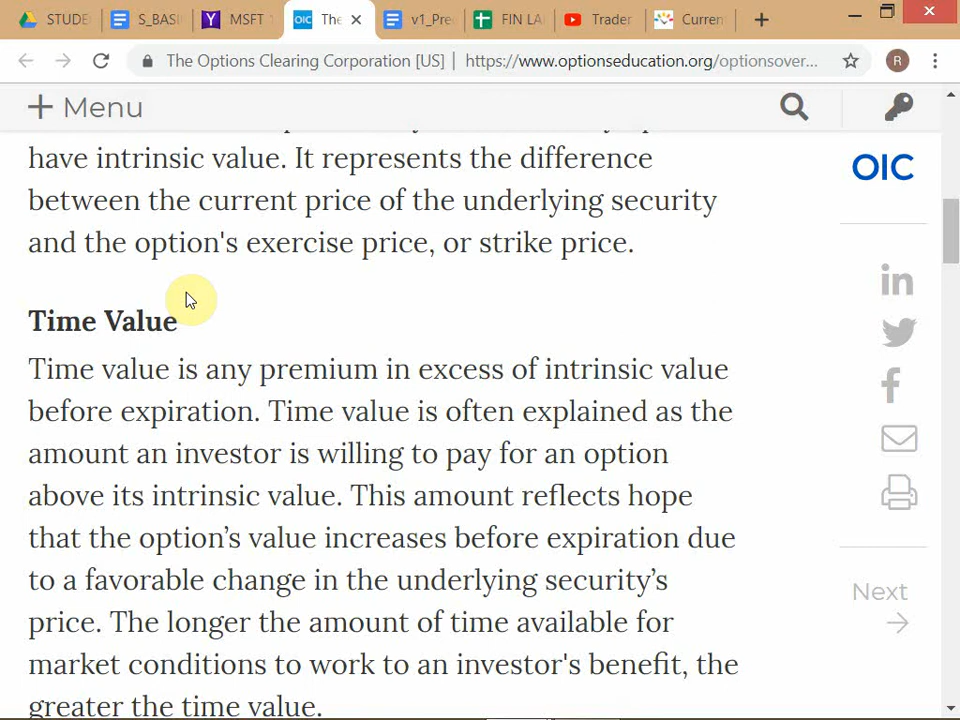 STUDE
S_BASI
MSFT
The
v1_Pre
FIN LA
Trader
Curren
The Options Clearing Corporation [US] | https://www.optionseducation.org/optionsover...
R
Menu
have intrinsic value. It represents the difference
between the current price of the underlying security
and the option's exercise price, or strike price.
Time Value
Time value is any premium in excess of intrinsic value
before expiration. Time value is often explained as the
amount an investor is willing to pay for an option
above its intrinsic value. This amount reflects hope
that the option’s value increases before expiration due
to a favorable change in the underlying security’s
price. The longer the amount of time available for
market conditions to work to an investor's benefit, the
greater the time value.
OIC
in
Next